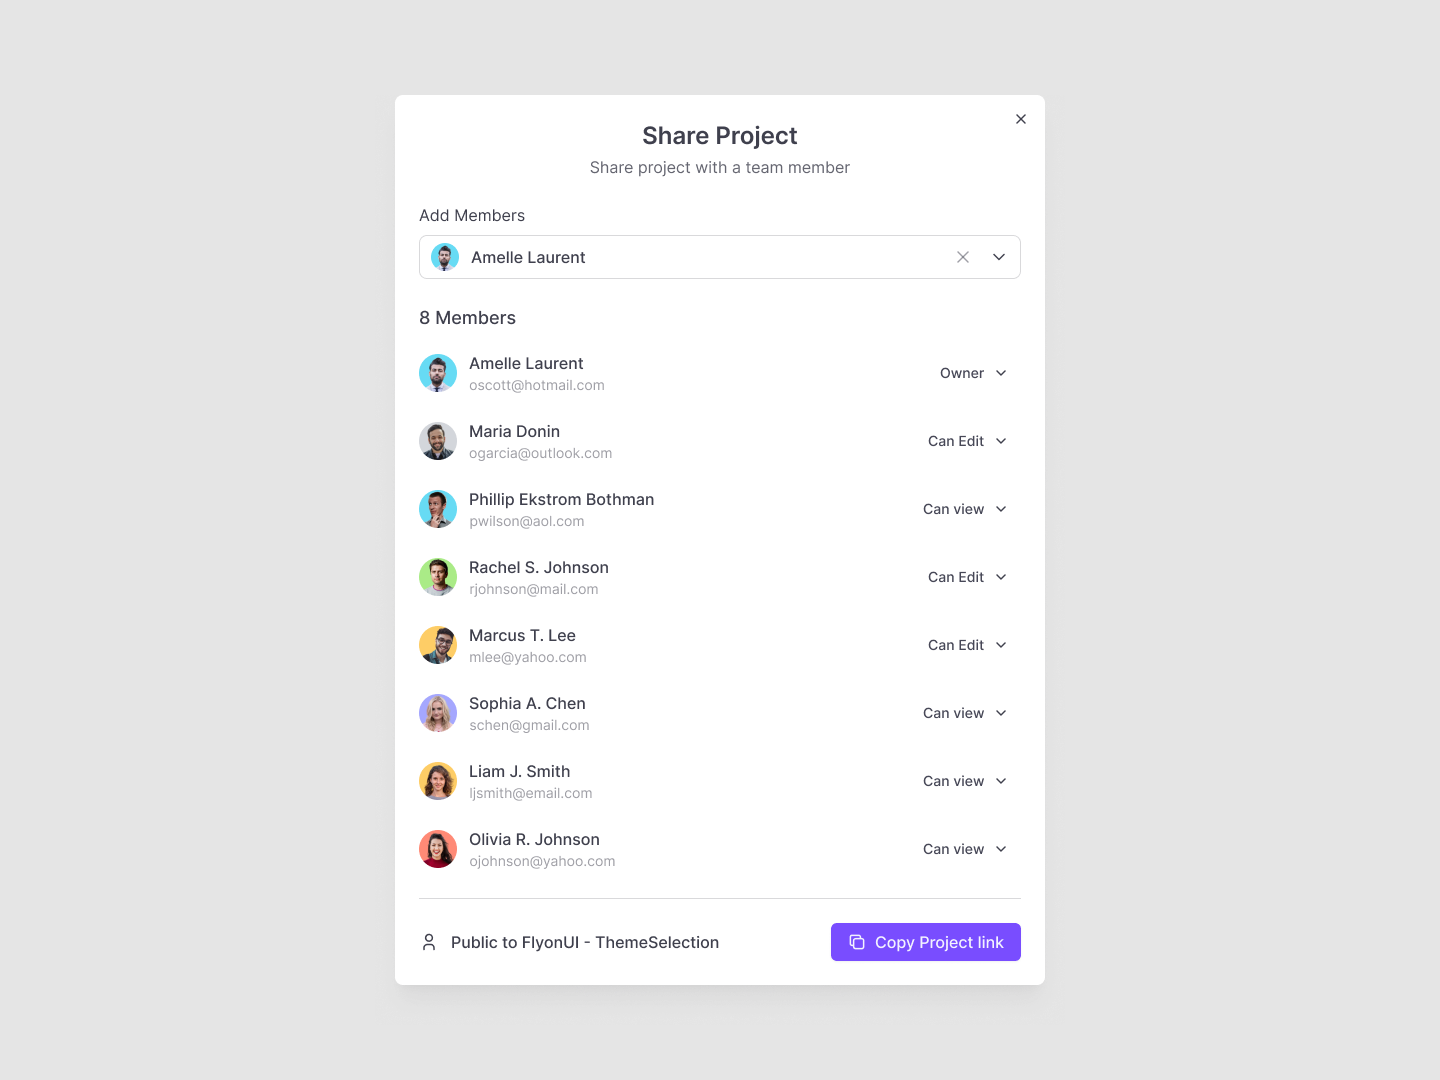 Share Project
Share project with a team member
Add Members
Amelle Laurent
8 Members
Amelle Laurent
oscott@hotmail.com
Owner
Maria Donin
ogarcia@outlook.com
Can Edit
Phillip Ekstrom Bothman
pwilson@aol.com
Can view
Rachel S. Johnson
rjohnson@mail.com
Can Edit
Marcus T. Lee
mlee@yahoo.com
Can Edit
Sophia A. Chen
schen@gmail.com
Can view
Liam J. Smith
ljsmith@email.com
Can view
Olivia R. Johnson
ojohnson@yahoo.com
Can view
Public to FlyonUI - ThemeSelection
Copy Project link